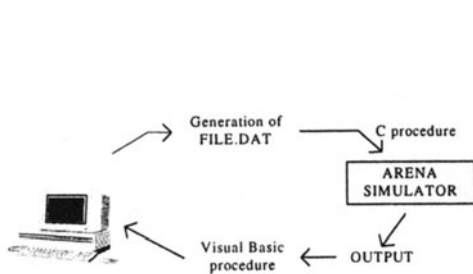 Generation of
FILE.DAT
C procedure
ARENA
SIMULATOR
OUTPUT
Visual Basic
procedure